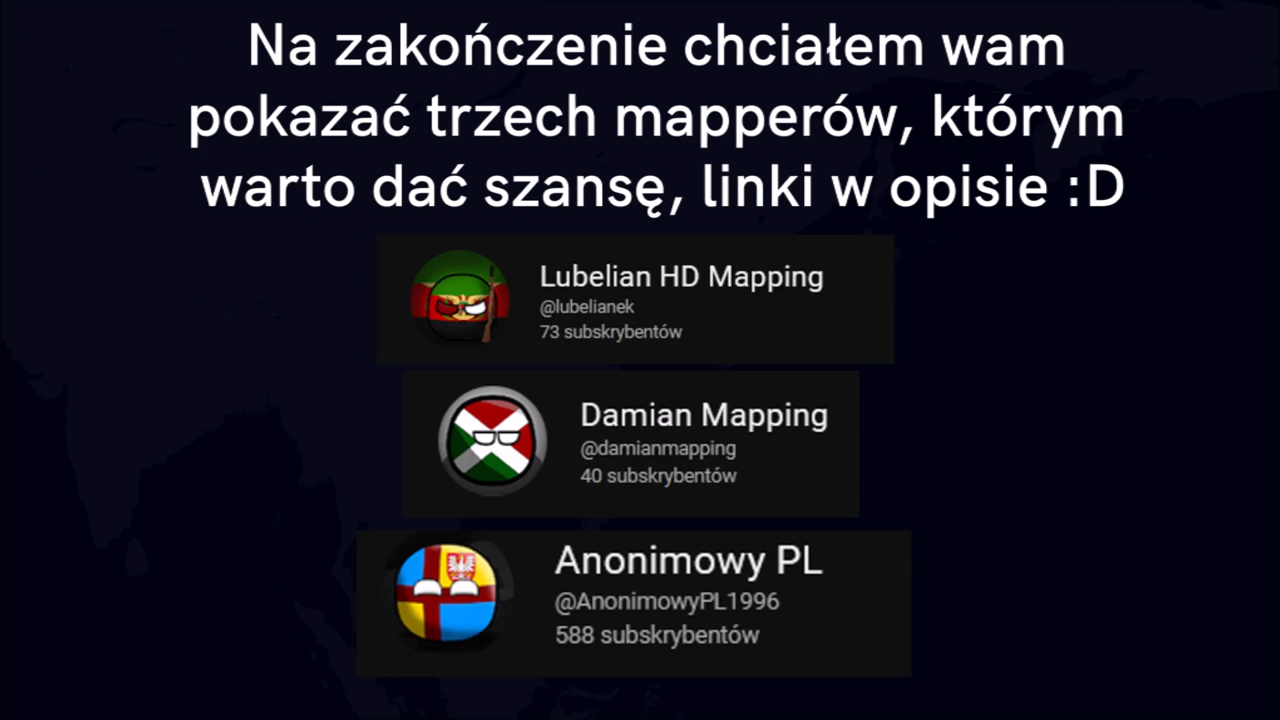 Na zakończenie chciałem wam
pokazać trzech mapperów, którym
warto dać szansę, linki w opisie :D
Lubelian HD Mapping
@lubelianek
73 subskrybentów
Damian Mapping
@damianmapping
40 subskrybentów
Anonimowy PL
@AnonimowyPL1996
588 subskrybentów